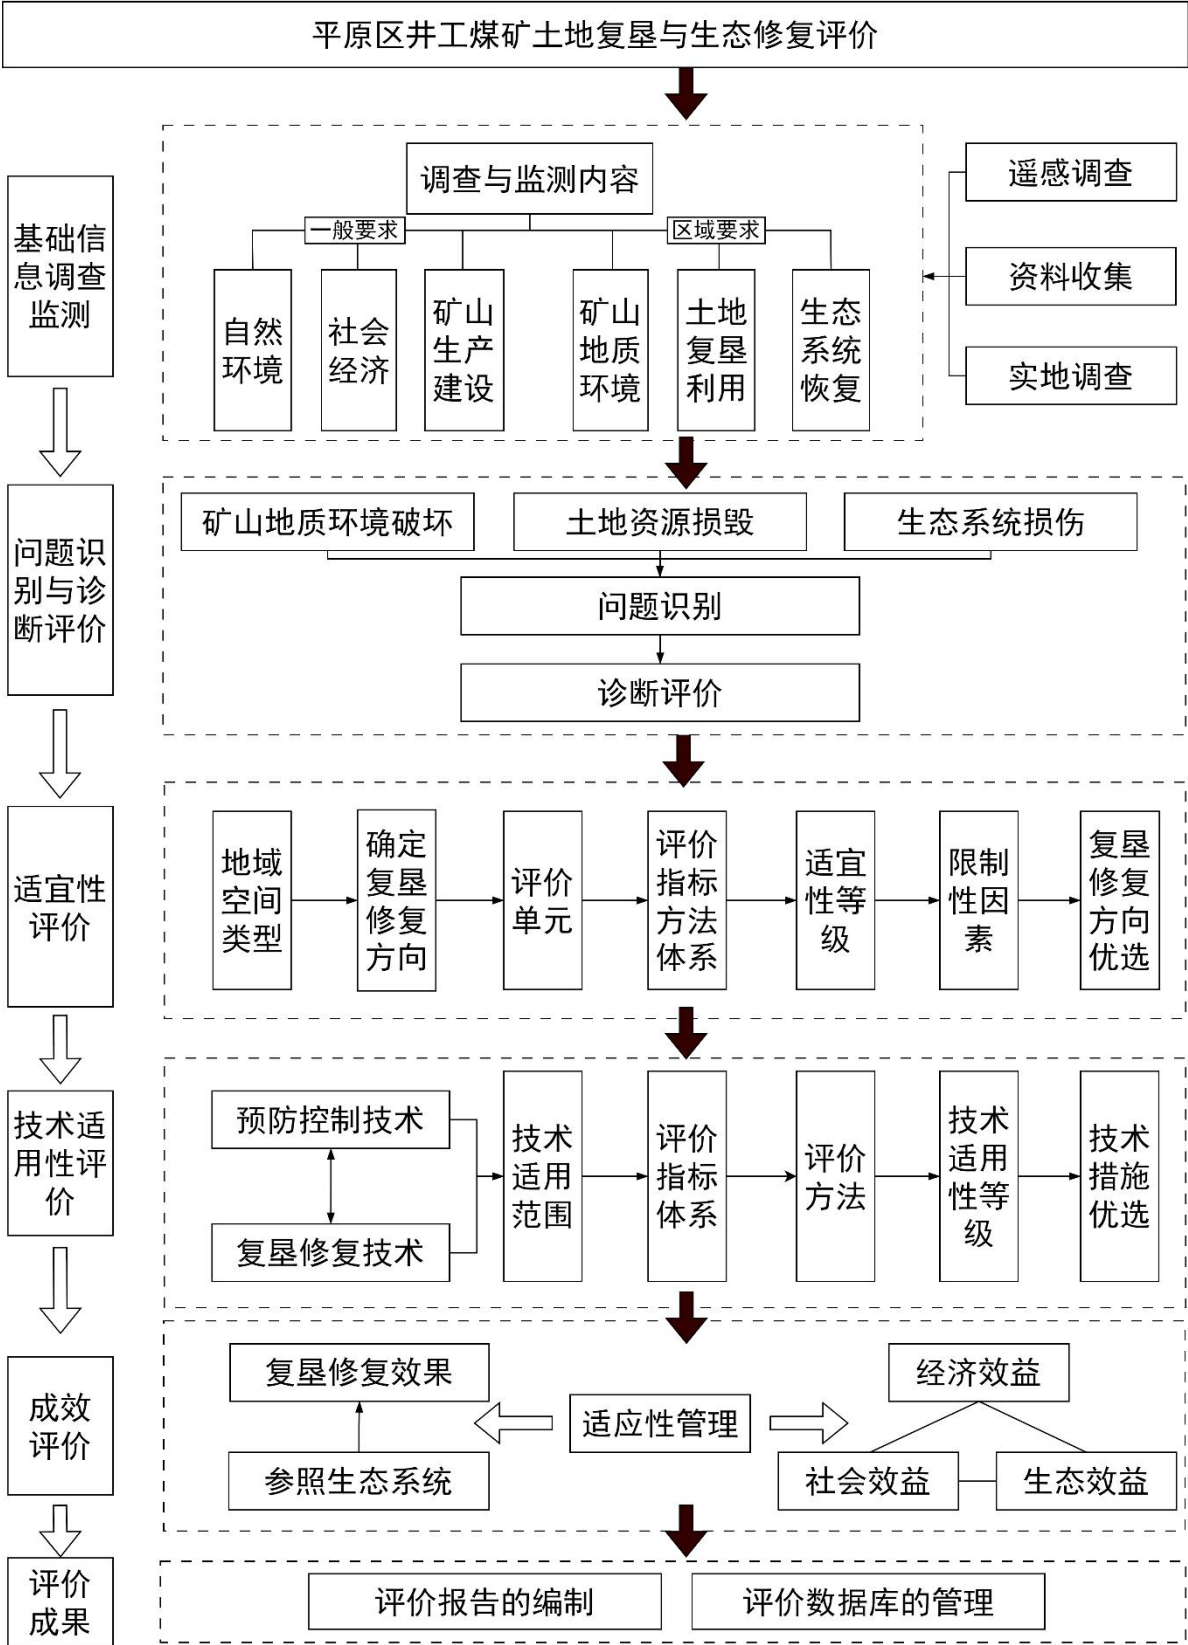 平原区井工煤矿土地复垦与生态修复评价
基础信
息调查
监测
调查与监测内容
一般要求
区域要求
自然
环境
社会
经济
矿山
生产
建设
矿山
地质
环境
土地
复垦
利用
生态
系统
恢复
遥感调查
资料收集
实地调查
问题识
别与诊
断评价
矿山地质环境破坏
土地资源损毁
生态系统损伤
问题识别
诊断评价
适宜性
评价
地域
空间
类型
确定
复垦
修复
方向
评价
单元
评价
指标
方法
体系
适宜
性等
级
限制
性因
素
复垦
修复
方向
优选
技术适
用性评
价
预防控制技术
复垦修复技术
技术
适用
范围
评价
指标
体系
评价
方法
技术
适用
性等
级
技术
措施
优选
成效
评价
复垦修复效果
参照生态系统
适应性管理
经济效益
社会效益
生态效益
评价
成果
评价报告的编制
评价数据库的管理